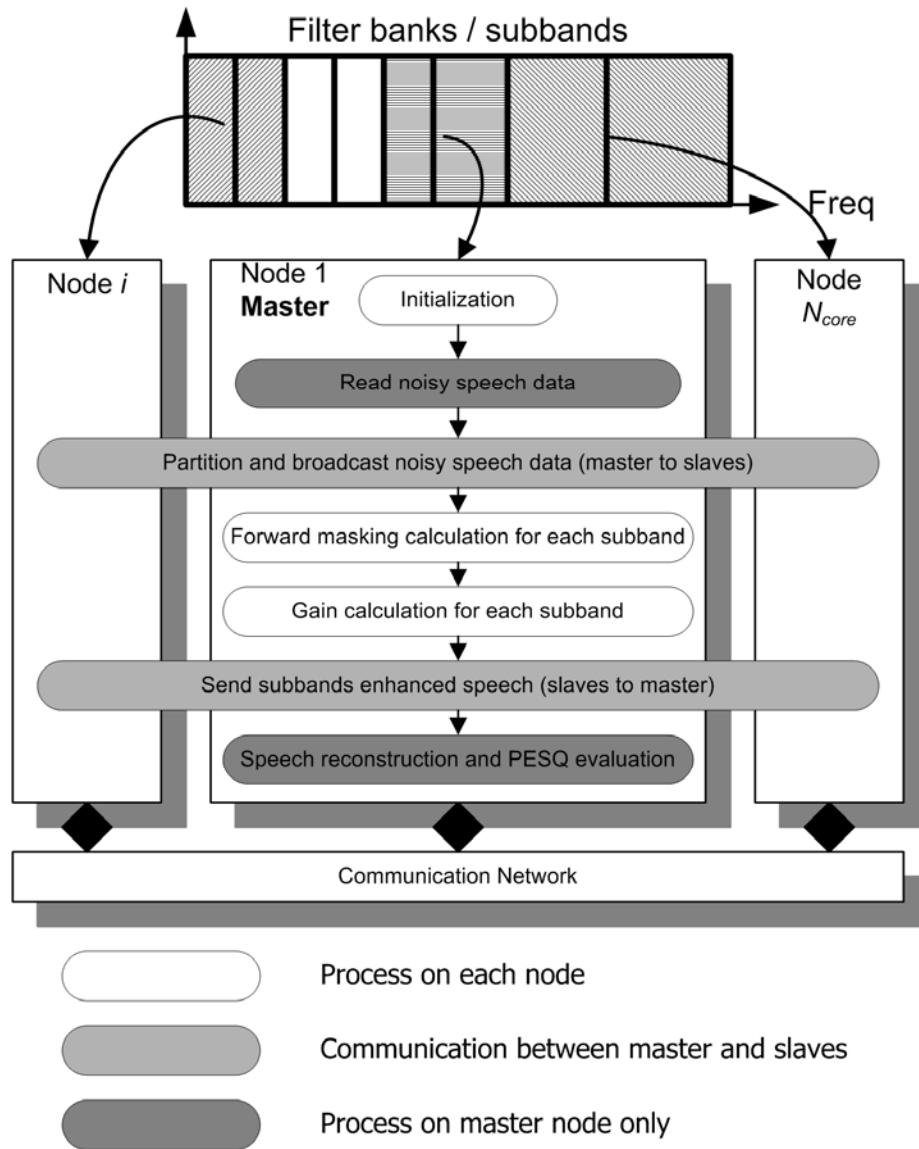 Filter banks / subbands
Freq
Node i
Node 1
Master
Node
N_core
Initialization
Read noisy speech data
Partition and broadcast noisy speech data (master to slaves)
Forward masking calculation for each subband
Gain calculation for each subband
Send subbands enhanced speech (slaves to master)
Speech reconstruction and PESQ evaluation
Communication Network
Process on each node
Communication between master and slaves
Process on master node only